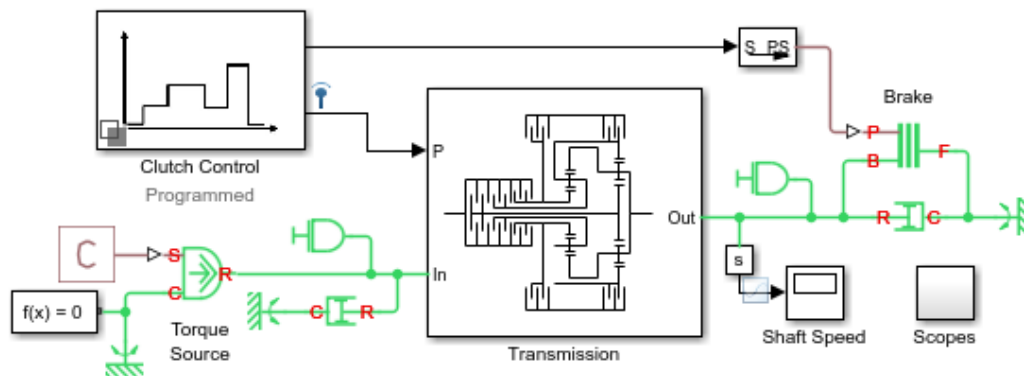 S PS
Brake
P
B
F
Clutch Control
Programmed
P
Out
R
C
C
S
R
C
In
s
f(x) = 0
C
R
Torque
Source
Transmission
Shaft Speed
Scopes